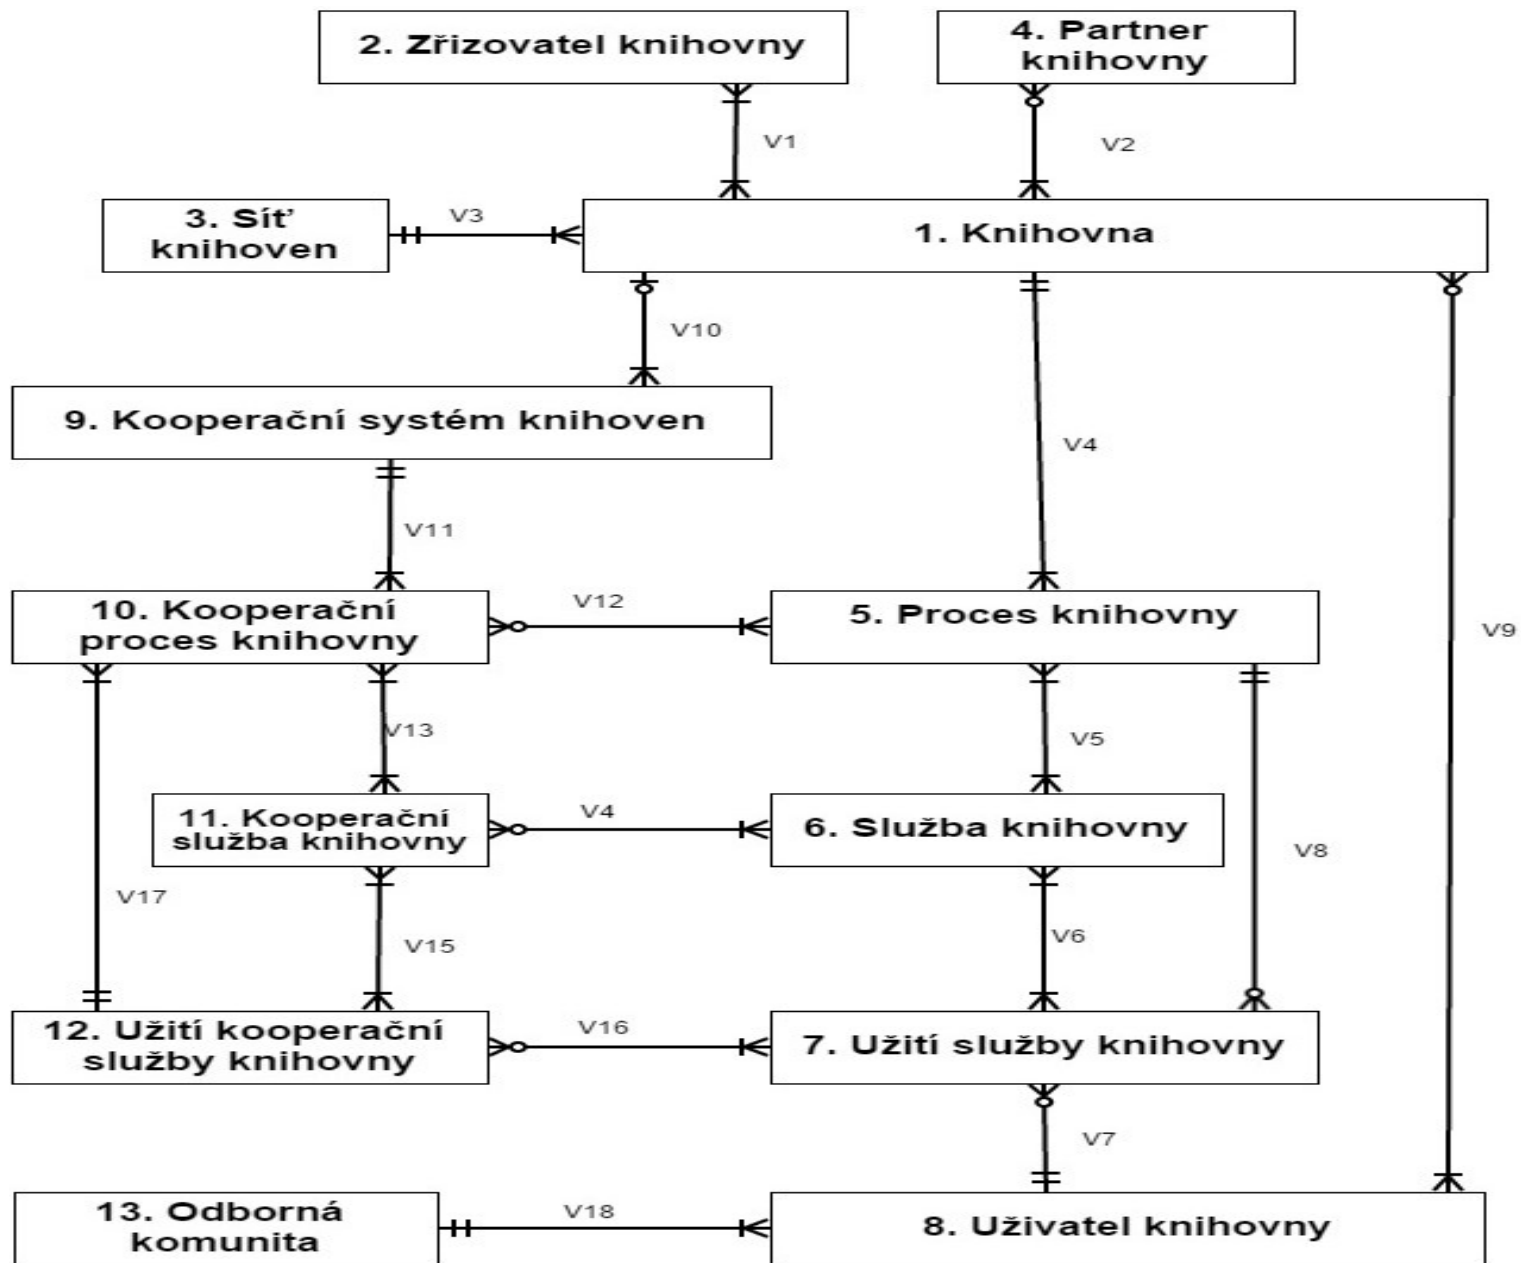 2. Zřizovatel knihovny
4. Partner
knihovny
V1
V2
3. Síť
knihoven
V3
1. Knihovna
V10
9. Kooperační systém knihoven
V4
V11
10. Kooperační
proces knihovny
V12
5. Proces knihovny
V9
V13
V5
11. Kooperační
služba knihovny
V4
6. Služba knihovny
V8
V17
V15
V6
12. Užití kooperační
služby knihovny
V16
7. Užití služby knihovny
V7
13. Odborná
komunita
V18
8. Uživatel knihovny